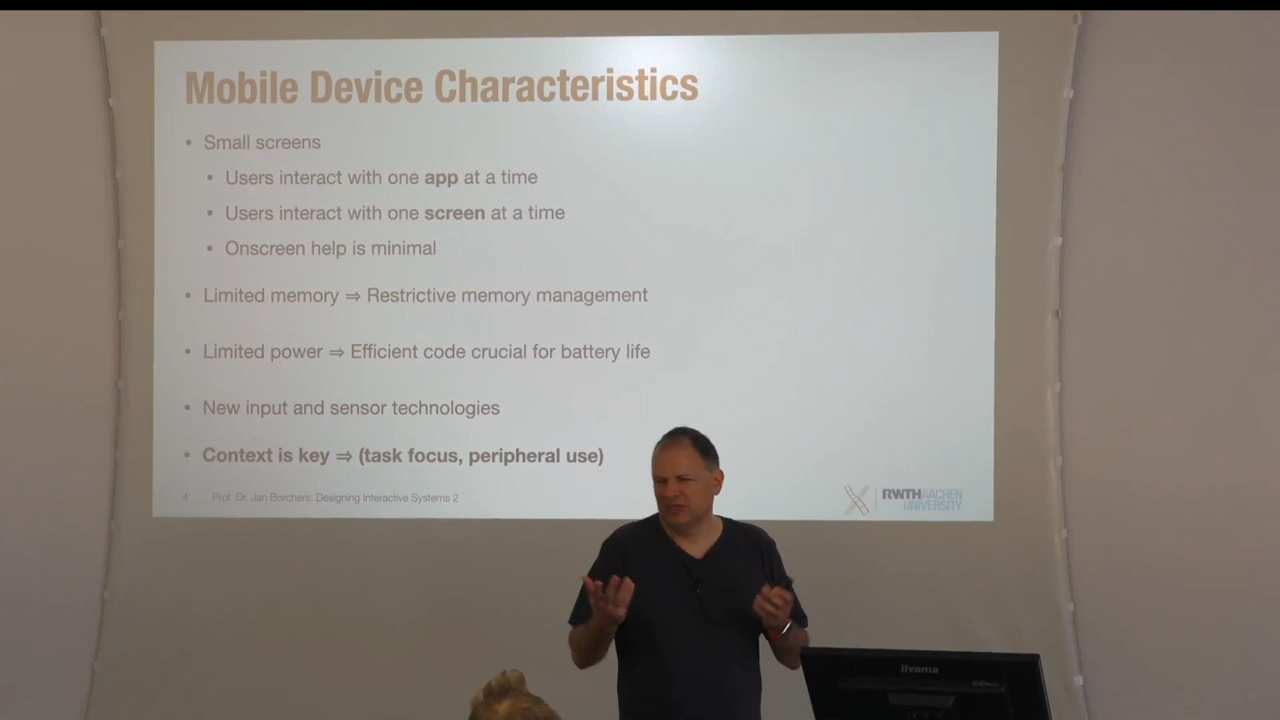 Mobile Device Characteristics
• Small screens
• Users interact with one app at a time
• Users interact with one screen at a time
• Onscreen help is minimal
• Limited memory ⇒ Restrictive memory management
• Limited power ⇒ Efficient code crucial for battery life
• New input and sensor technologies
• Context is key ⇒ (task focus, peripheral use)
4 Prof. Dr. Jan Borchers: Designing Interactive Systems 2
RWTHAACHEN
UNIVERSITY
iiyama